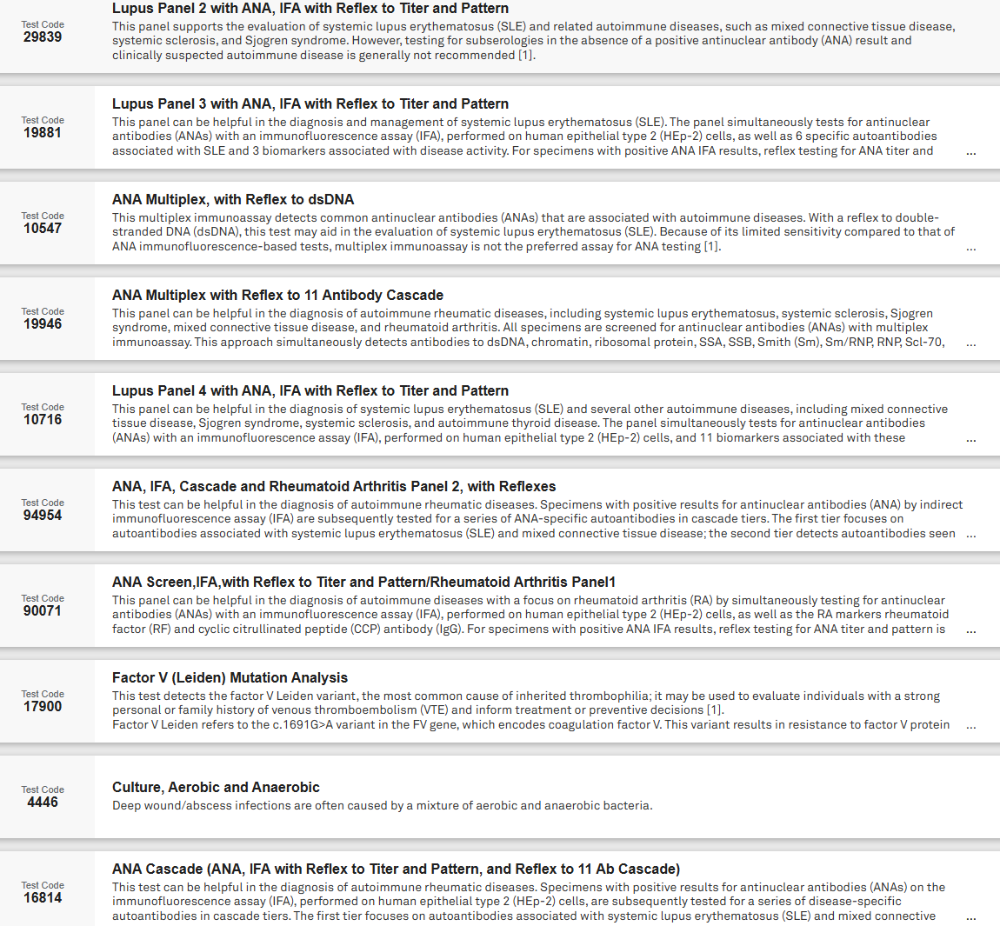 Lupus Panel 2 with ANA, IFA with Reflex to Titer and Pattern
Test Code
29839
This panel supports the evaluation of systemic lupus erythematosus (SLE) and related autoimmune diseases, such as mixed connective tissue disease,
systemic sclerosis, and Sjogren syndrome. However, testing for subserologies in the absence of a positive antinuclear antibody (ANA) result and
clinically suspected autoimmune disease is generally not recommended [1].
Lupus Panel 3 with ANA, IFA with Reflex to Titer and Pattern
Test Code
19881
This panel can be helpful in the diagnosis and management of systemic lupus erythematosus (SLE). The panel simultaneously tests for antinuclear
antibodies (ANAs) with an immunofluorescence assay (IFA), performed on human epithelial type 2 (HEp-2) cells, as well as 6 specific autoantibodies
associated with SLE and 3 biomarkers associated with disease activity. For specimens with positive ANA IFA results, reflex testing for ANA titer and ...
ANA Multiplex, with Reflex to dsDNA
Test Code
10547
This multiplex immunoassay detects common antinuclear antibodies (ANAs) that are associated with autoimmune diseases. With a reflex to double-
stranded DNA (dsDNA), this test may aid in the evaluation of systemic lupus erythematosus (SLE). Because of its limited sensitivity compared to that of
ANA immunofluorescence-based tests, multiplex immunoassay is not the preferred assay for ANA testing [1]. ...
ANA Multiplex with Reflex to 11 Antibody Cascade
Test Code
19946
This panel can be helpful in the diagnosis of autoimmune rheumatic diseases, including systemic lupus erythematosus, systemic sclerosis, Sjogren
syndrome, mixed connective tissue disease, and rheumatoid arthritis. All specimens are screened for antinuclear antibodies (ANAs) with multiplex
immunoassay. This approach simultaneously detects antibodies to dsDNA, chromatin, ribosomal protein, SSA, SSB, Smith (Sm), Sm/RNP, RNP, Scl-70, ...
Lupus Panel 4 with ANA, IFA with Reflex to Titer and Pattern
Test Code
10716
This panel can be helpful in the diagnosis of systemic lupus erythematosus (SLE) and several other autoimmune diseases, including mixed connective
tissue disease, Sjogren syndrome, systemic sclerosis, and autoimmune thyroid disease. The panel simultaneously tests for antinuclear antibodies
(ANAs) with an immunofluorescence assay (IFA), performed on human epithelial type 2 (HEp-2) cells, and 11 biomarkers associated with these ...
ANA, IFA, Cascade and Rheumatoid Arthritis Panel 2, with Reflexes
Test Code
94954
This test can be helpful in the diagnosis of autoimmune rheumatic diseases. Specimens with positive results for antinuclear antibodies (ANA) by indirect
immunofluorescence assay (IFA) are subsequently tested for a series of ANA-specific autoantibodies in cascade tiers. The first tier focuses on
autoantibodies associated with systemic lupus erythematosus (SLE) and mixed connective tissue disease; the second tier detects autoantibodies seen ...
ANA Screen,IFA,with Reflex to Titer and Pattern/Rheumatoid Arthritis Panel1
Test Code
90071
This panel can be helpful in the diagnosis of autoimmune diseases with a focus on rheumatoid arthritis (RA) by simultaneously testing for antinuclear
antibodies (ANAs) with an immunofluorescence assay (IFA), performed on human epithelial type 2 (HEp-2) cells, as well as the RA markers rheumatoid
factor (RF) and cyclic citrullinated peptide (CCP) antibody (IgG). For specimens with positive ANA IFA results, reflex testing for ANA titer and pattern is ...
Factor V (Leiden) Mutation Analysis
Test Code
17900
This test detects the factor V Leiden variant, the most common cause of inherited thrombophilia; it may be used to evaluate individuals with a strong
personal or family history of venous thromboembolism (VTE) and inform treatment or preventive decisions [1].
Factor V Leiden refers to the c.1691G>A variant in the FV gene, which encodes coagulation factor V. This variant results in resistance to factor V protein ...
Culture, Aerobic and Anaerobic
Test Code
4446
Deep wound/abscess infections are often caused by a mixture of aerobic and anaerobic bacteria.
ANA Cascade (ANA, IFA with Reflex to Titer and Pattern, and Reflex to 11 Ab Cascade)
Test Code
16814
This test can be helpful in the diagnosis of autoimmune rheumatic diseases. Specimens with positive results for antinuclear antibodies (ANAs) on the
immunofluorescence assay (IFA), performed on human epithelial type 2 (HEp-2) cells, are subsequently tested for a series of disease-specific
autoantibodies in cascade tiers. The first tier focuses on autoantibodies associated with systemic lupus erythematosus (SLE) and mixed connective ...